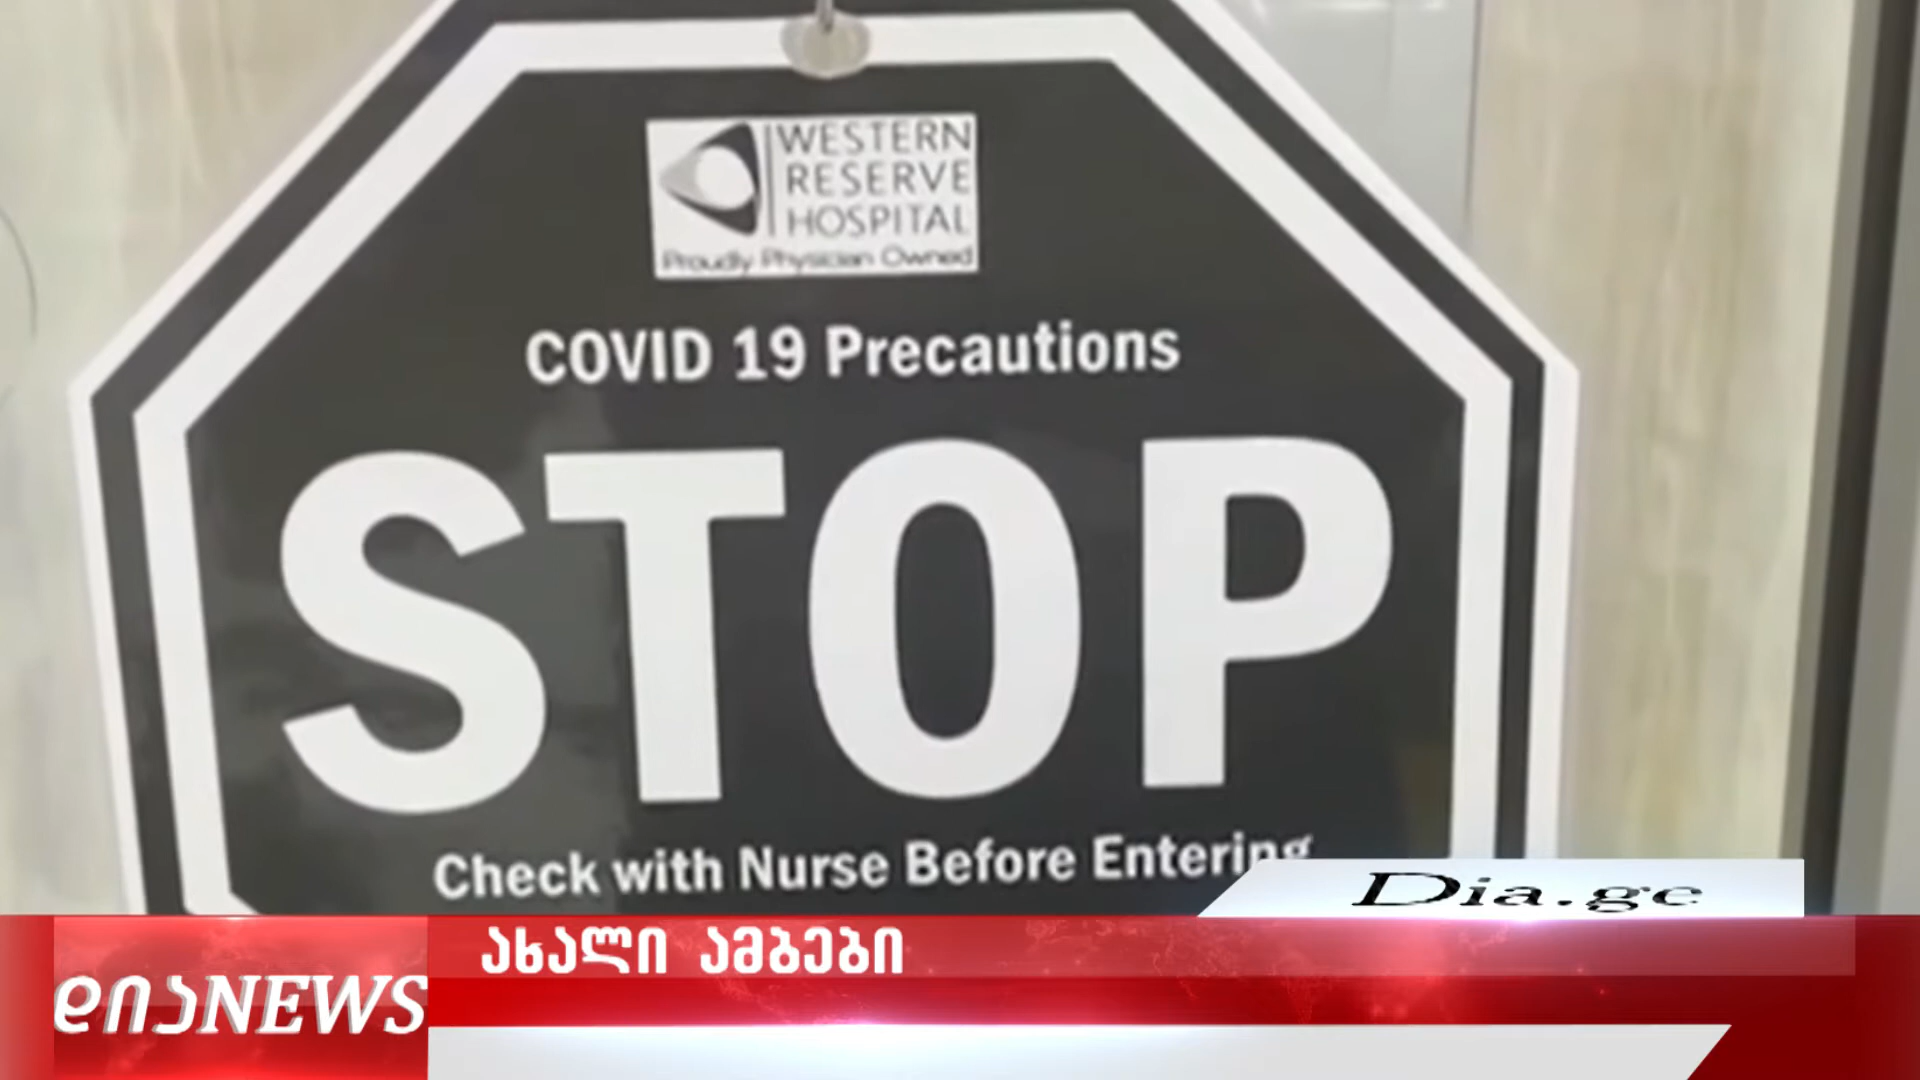 WESTERN
RESERVE
HOSPITAL
Proudly Physician Owned
COVID 19 Precautions
STOP
Check with Nurse Before Entering
Dia.ge
ახალი ამბები
დიაNEWS